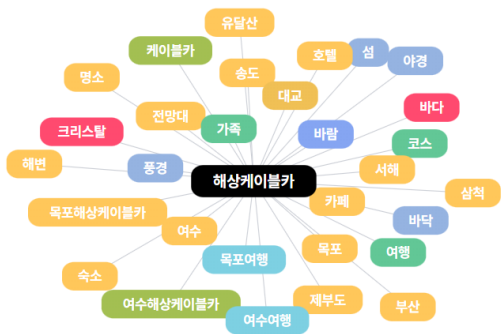 유달산
케이블카
호텔
섬
야경
명소
송도
대교
바다
전망대
가족
바람
크리스탈
코스
해변
풍경
서해
해상케이블카
삼척
카페
목포해상케이블카
바닥
여수
목포
여행
목포여행
숙소
여수해상케이블카
제부도
부산
여수여행